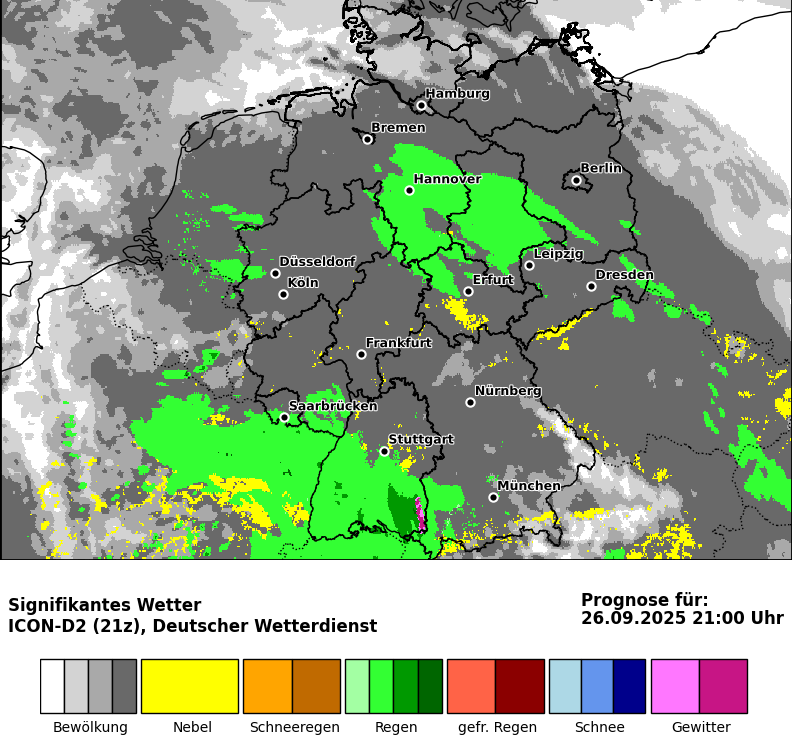 Hamburg
Bremen
Berlin
Hannover
Leipzig
Düsseldorf
Dresden
Köln
Erfurt
Frankfurt
Nürnberg
Saarbrücken
Stuttgart
München
Signifikantes Wetter
ICON-D2 (21z), Deutscher Wetterdienst
Prognose für:
26.09.2025 21:00 Uhr
Bewölkung Nebel Schneeregen Regen gefr. Regen Schnee Gewitter